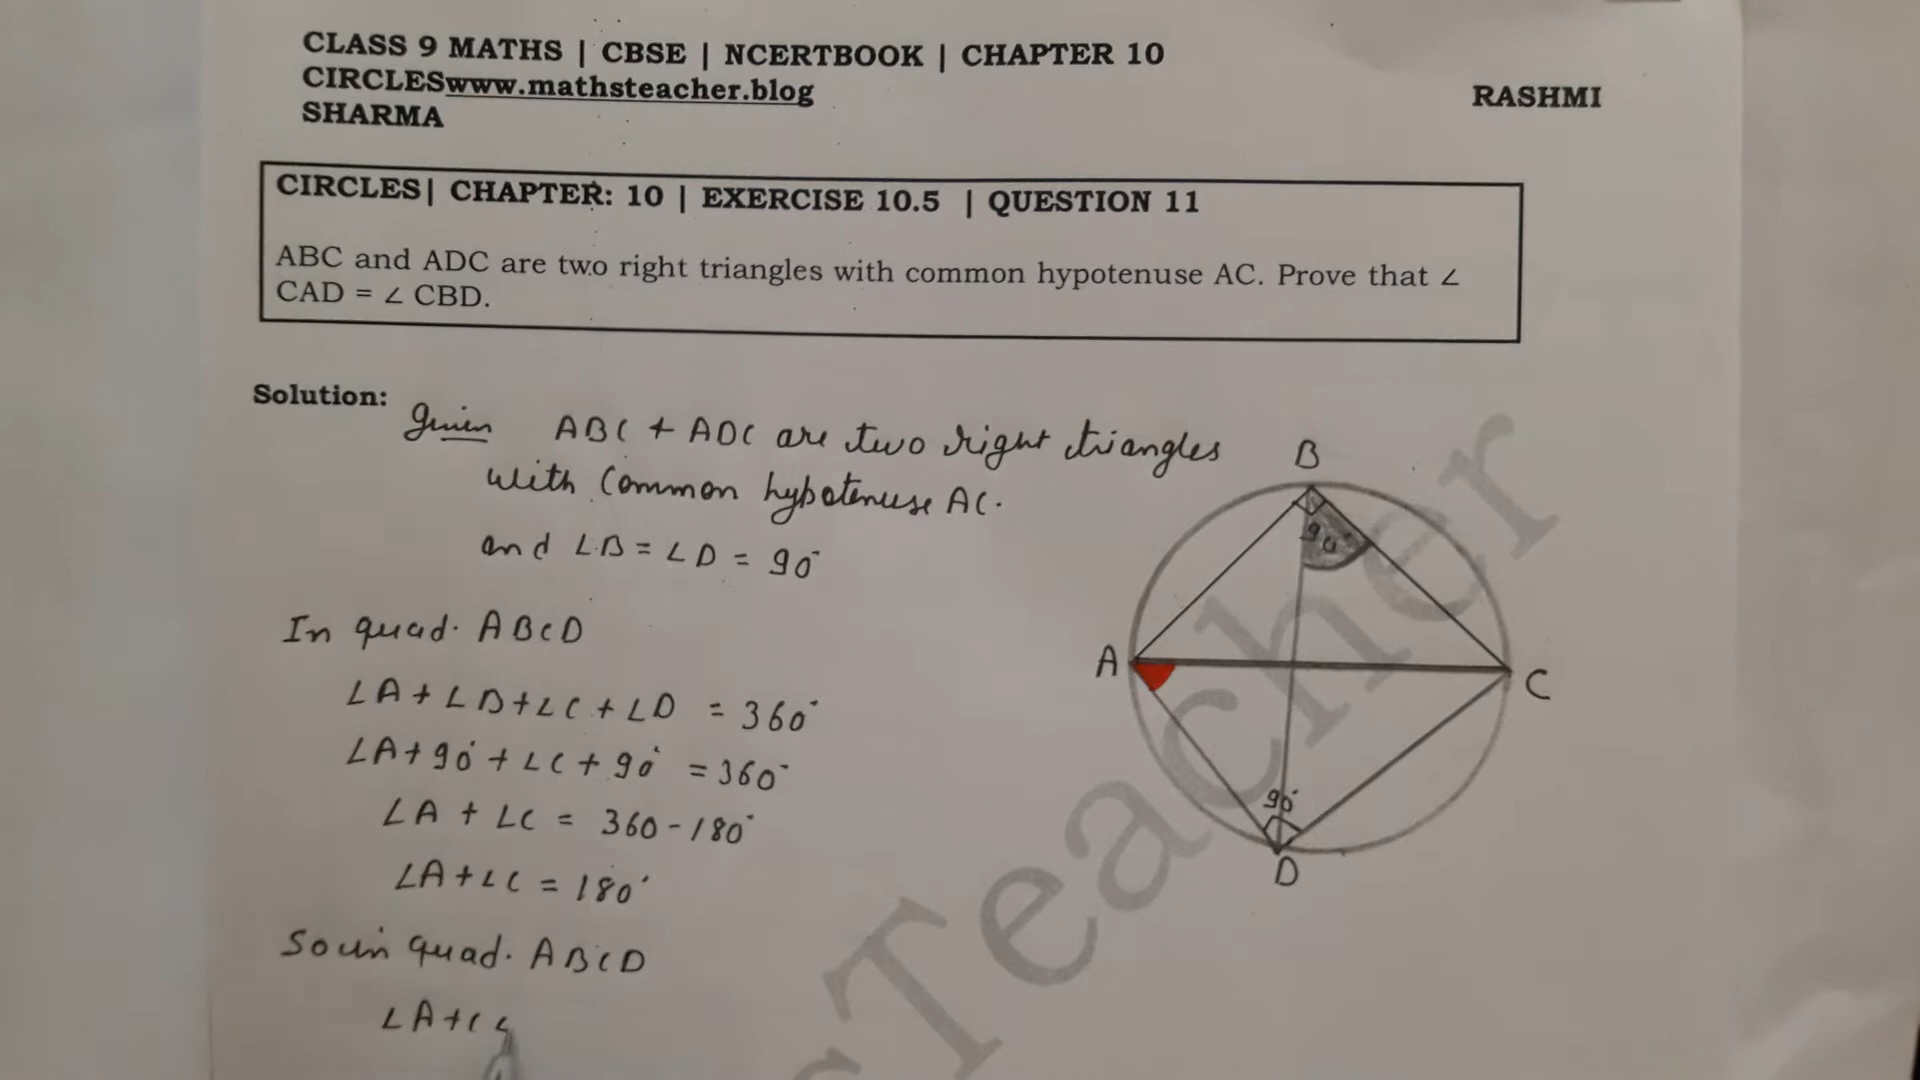 CLASS 9 MATHS | CBSE | NCERTBOOK | CHAPTER 10
CIRCLESwww.mathsteacher.blog RASHMI
SHARMA
CIRCLES| CHAPTER: 10 | EXERCISE 10.5 | QUESTION 11
ABC and ADC are two right triangles with common hypotenuse AC. Prove that ∠
CAD = ∠ CBD.
Solution:
Given ABC + ADC are two right triangles
with common hypotenuse AC.
and ∠B = ∠D = 90°
In quad. ABCD
∠A + ∠B + ∠C + ∠D = 360°
∠A + 90° + ∠C + 90° = 360°
∠A + ∠C = 360 - 180°
∠A + ∠C = 180°
So in quad. ABCD
∠A + C
B
90°
A
C
90°
D
sTeacher